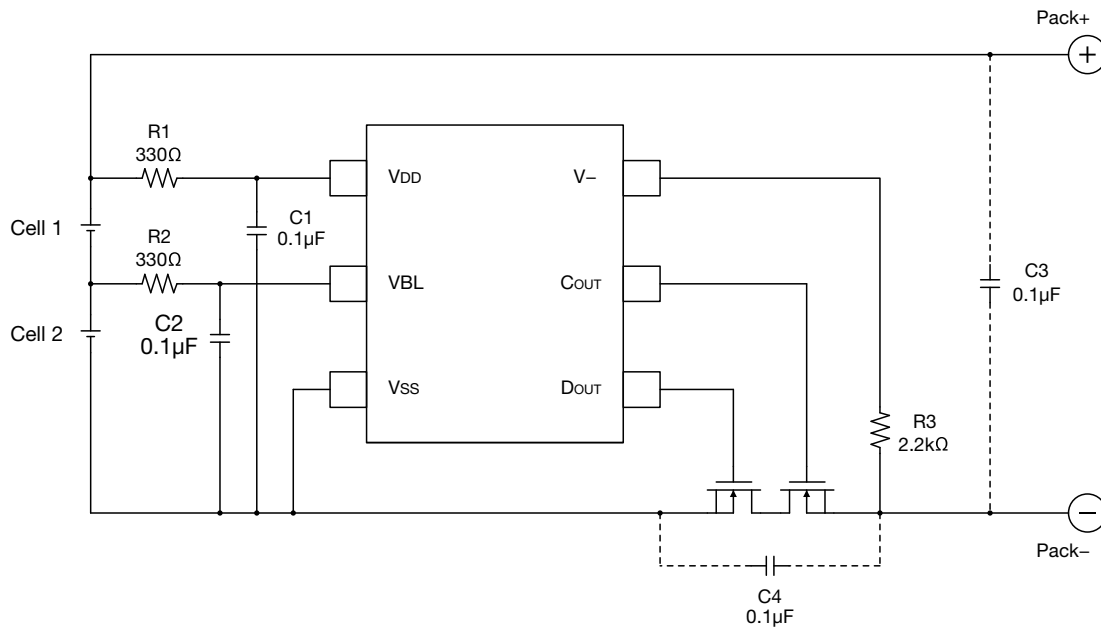 Pack+
+
R1
330Ω
VDD
V–
Cell 1
C1
0.1µF
R2
330Ω
VBL
COUT
C3
0.1µF
Cell 2
C2
0.1µF
VSS
DOUT
R3
2.2kΩ
–
Pack–
C4
0.1µF